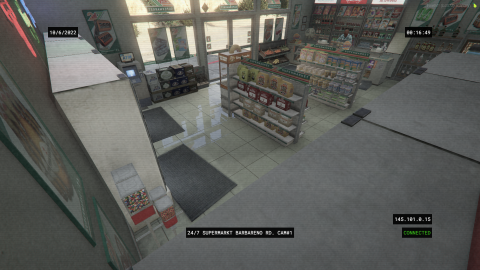 10/6/2022
00:16:49
145.101.0.15
CONNECTED
24/7 SUPERMARKT BARBARENO RD. CAM#1